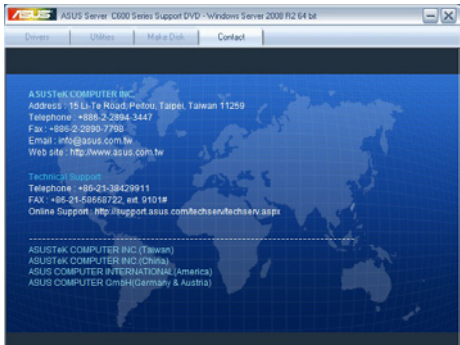 ASUS ASUS Server C600 Series Support DVD - Windows Server 2008 R2 64 bit
Drivers Utilities Make Disk Contact
ASUSTeK COMPUTER INC.
Address : 15 Li-Te Road, Peitou, Taipei, Taiwan 11259
Telephone : +886-2-2894-3447
Fax : +886-2-2890-7798
Email : info@asus.com.tw
Web site : http://www.asus.com.tw
Technical Support
Telephone : +86-21-38429911
FAX : +86-21-58668722, ext. 9101#
Online Support : http://support.asus.com/techserv/techserv.aspx
ASUSTeK COMPUTER INC.(Taiwan)
ASUSTeK COMPUTER INC.(China)
ASUS COMPUTER INTERNATIONAL(America)
ASUS COMPUTER GmbH(Germany & Austria)